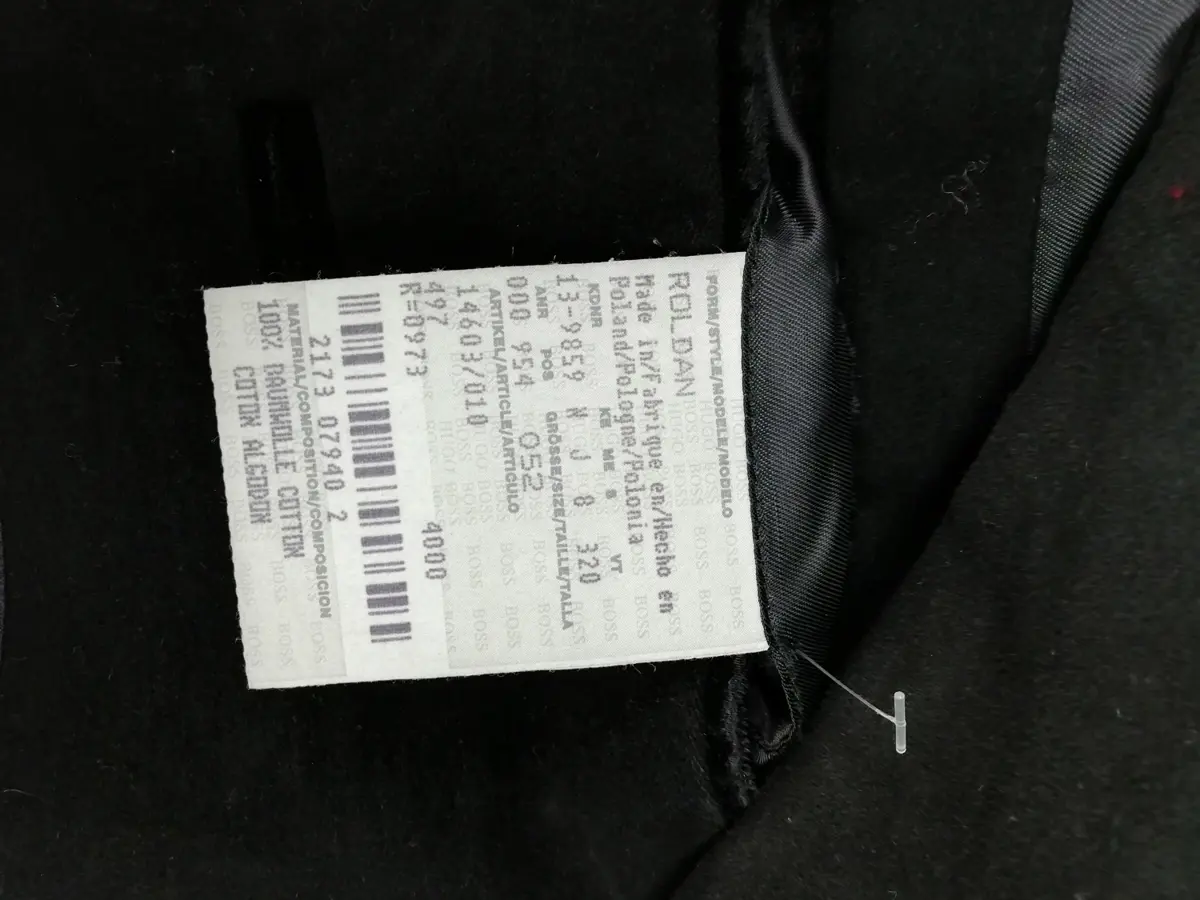 FORM/STYLE/MODELE/MODELO
ROLDAN
Made in/Fabrique en/Hecho en
Poland/Pologne/Polonia
KDNR KE ME S VT
13-9859 N J 8 320
ANR POS GRÖSSE/SIZE/TAILLE/TALLA
000 954 052
ARTIKEL/ARTICLE/ARTICULO
14603/010
497 4000
R=0973
2173 07940 2
MATERIAL/COMPOSITION/COMPOSICION
100% BAUMWOLLE COTTON
COTON ALGODON